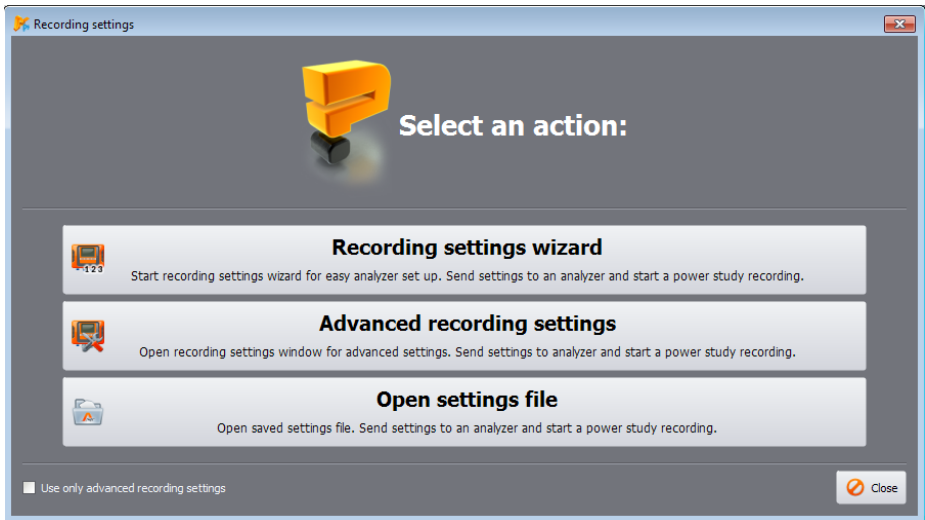 Recording settings
Select an action:
Recording settings wizard
123
Start recording settings wizard for easy analyzer set up. Send settings to an analyzer and start a power study recording.
Advanced recording settings
Open recording settings window for advanced settings. Send settings to analyzer and start a power study recording.
Open settings file
Open saved settings file. Send settings to an analyzer and start a power study recording.
Use only advanced recording settings
Close